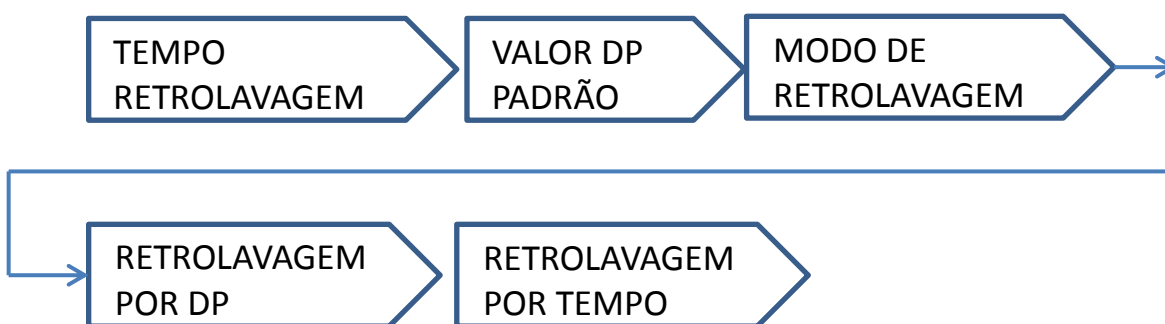 TEMPO
RETROLAVAGEM
VALOR DP
PADRÃO
MODO DE
RETROLAVAGEM
RETROLAVAGEM
POR DP
RETROLAVAGEM
POR TEMPO